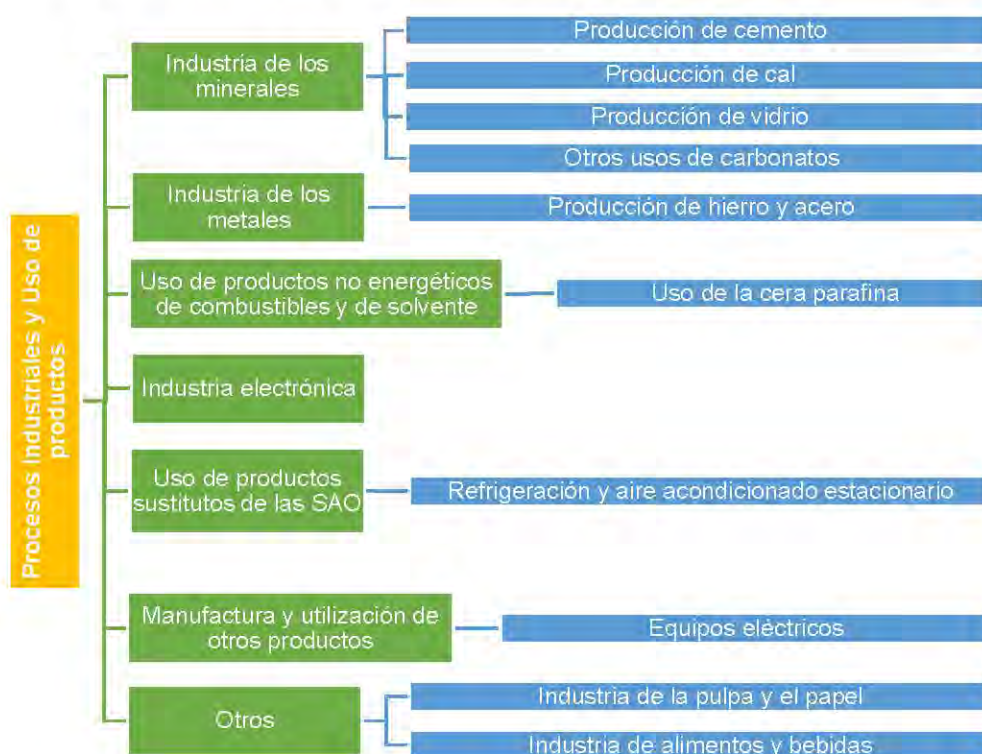 Procesos Industriales y Uso de
productos
Industria de los
minerales
Producción de cemento
Producción de cal
Producción de vidrio
Otros usos de carbonatos
Industria de los
metales
Producción de hierro y acero
Uso de productos no energéticos
de combustibles y de solvente
Uso de la cera parafina
Industria electrónica
Uso de productos
sustitutos de las SAO
Refrigeración y aire acondicionado estacionario
Manufactura y utilización de
otros productos
Equipos eléctricos
Otros
Industria de la pulpa y el papel
Industria de alimentos y bebidas